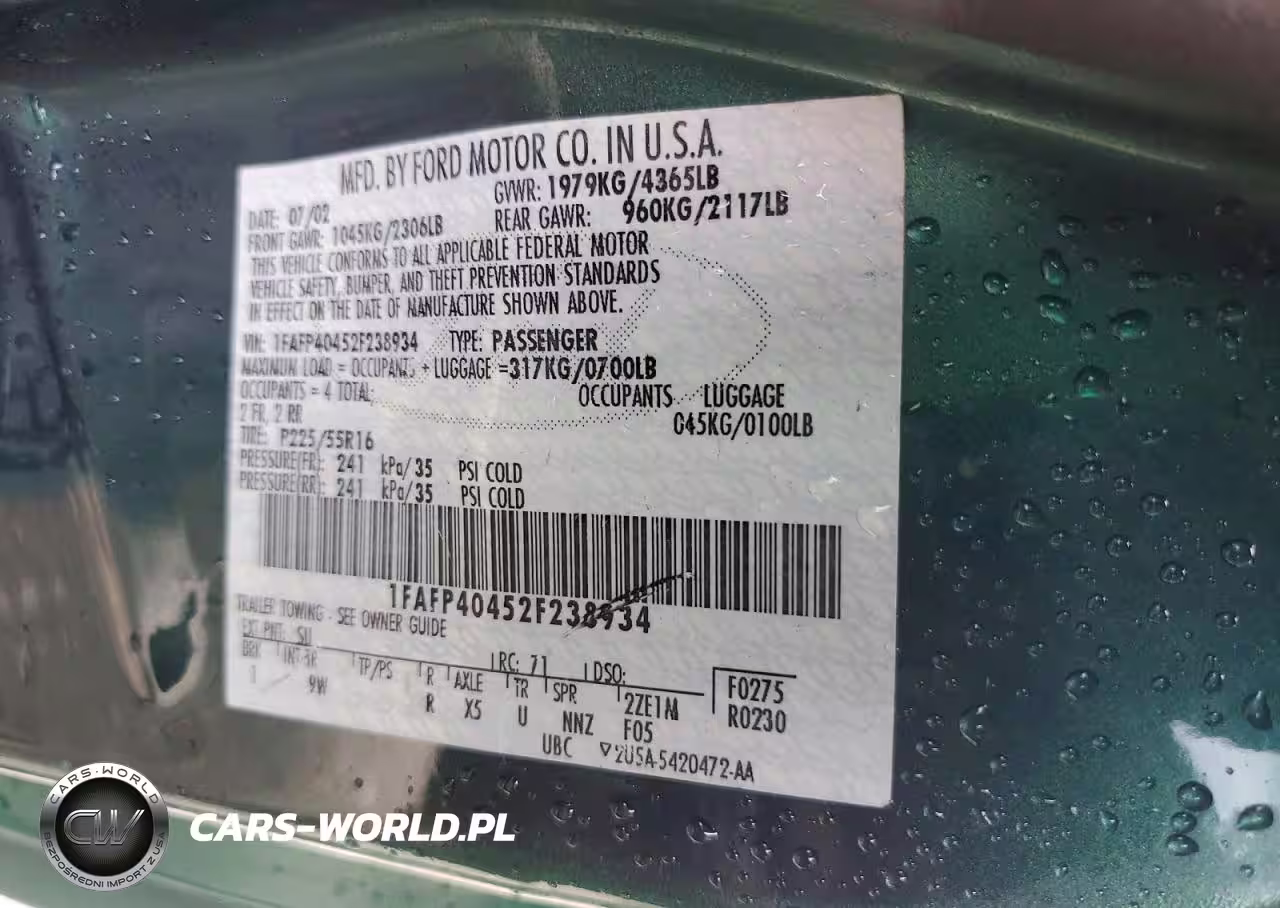 MFD. BY FORD MOTOR CO. IN U.S.A.
DATE: 07/02 GVWR: 1979KG/4365LB
FRONT GAWR: 1045KG/2306LB REAR GAWR: 960KG/2117LB
THIS VEHICLE CONFORMS TO ALL APPLICABLE FEDERAL MOTOR
VEHICLE SAFETY, BUMPER, AND THEFT PREVENTION STANDARDS
IN EFFECT ON THE DATE OF MANUFACTURE SHOWN ABOVE.
VIN: 1FAFP40452F238934 TYPE: PASSENGER
MAXIMUM LOAD = OCCUPANTS + LUGGAGE =317KG/0700LB
OCCUPANTS = 4 TOTAL; OCCUPANTS LUGGAGE
2 FR, 2 RR 045KG/0100LB
TIRE: P225/55R16
PRESSURE(FR): 241 kPa/35 PSI COLD
PRESSURE(RR): 241 kPa/35 PSI COLD
1FAFP40452F238934
TRAILER TOWING - SEE OWNER GUIDE
EXT PNT: SU RC: 71 DSO: F0275
BRK INT TR TP/PS R AXLE TR SPR 2ZE1M R0230
1 9W R X5 U NNZ F05
UBC 2U5A-5420472-AA
CARS-WORLD
CW
BEZPOŚREDNI IMPORT Z USA
CARS-WORLD.PL